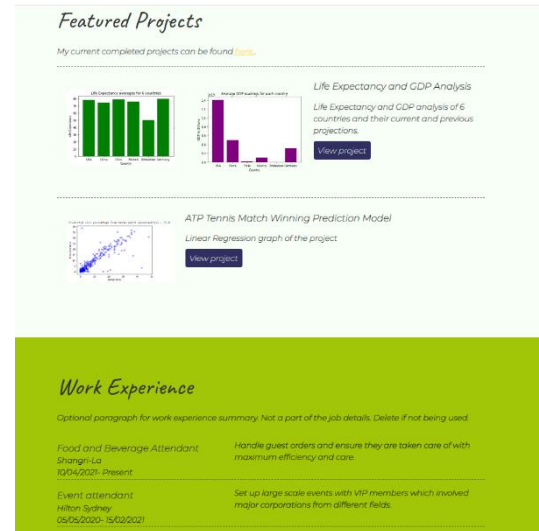 Featured Projects
My current completed projects can be found here.
Life Expectancy averages for 6 countries
Average GDP earnings for each country
Life Expectancy and GDP Analysis
Life Expectancy and GDP analysis of 6
countries and their current and previous
projections.
View project
ATP Tennis Match Winning Prediction Model
Linear Regression graph of the project
View project
Work Experience
Optional paragraph for work experience summary. Not a part of the job details. Delete if not being used.
Food and Beverage Attendant
Shangri-La
10/04/2021- Present
Handle guest orders and ensure they are taken care of with
maximum efficiency and care.
Event attendant
Hilton Sydney
05/05/2020- 15/02/2021
Set up large scale events with VIP members which involved
major corporations from different fields.